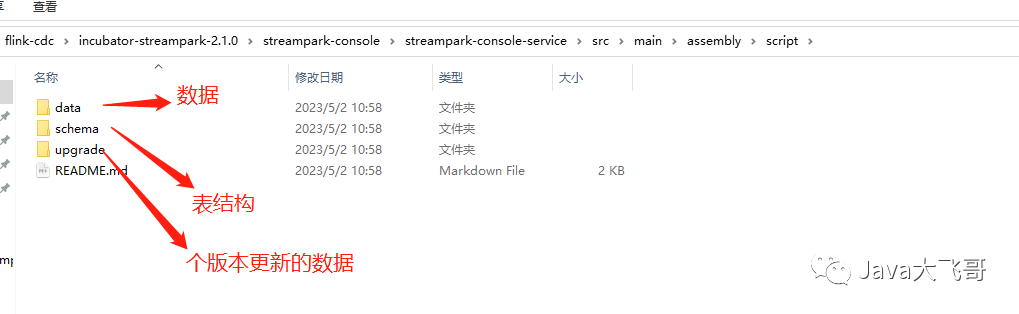 查看
flink-cdc › incubator-streampark-2.1.0 › streampark-console › streampark-console-service › src › main › assembly › script ›
名称 修改日期 类型 大小
data 2023/5/2 10:58 文件夹
数据
schema 2023/5/2 10:58 文件夹
upgrade 2023/5/2 10:58 文件夹
README.md 2023/5/2 10:58 Markdown File 2 KB
表结构
个版本更新的数据
Java大飞哥